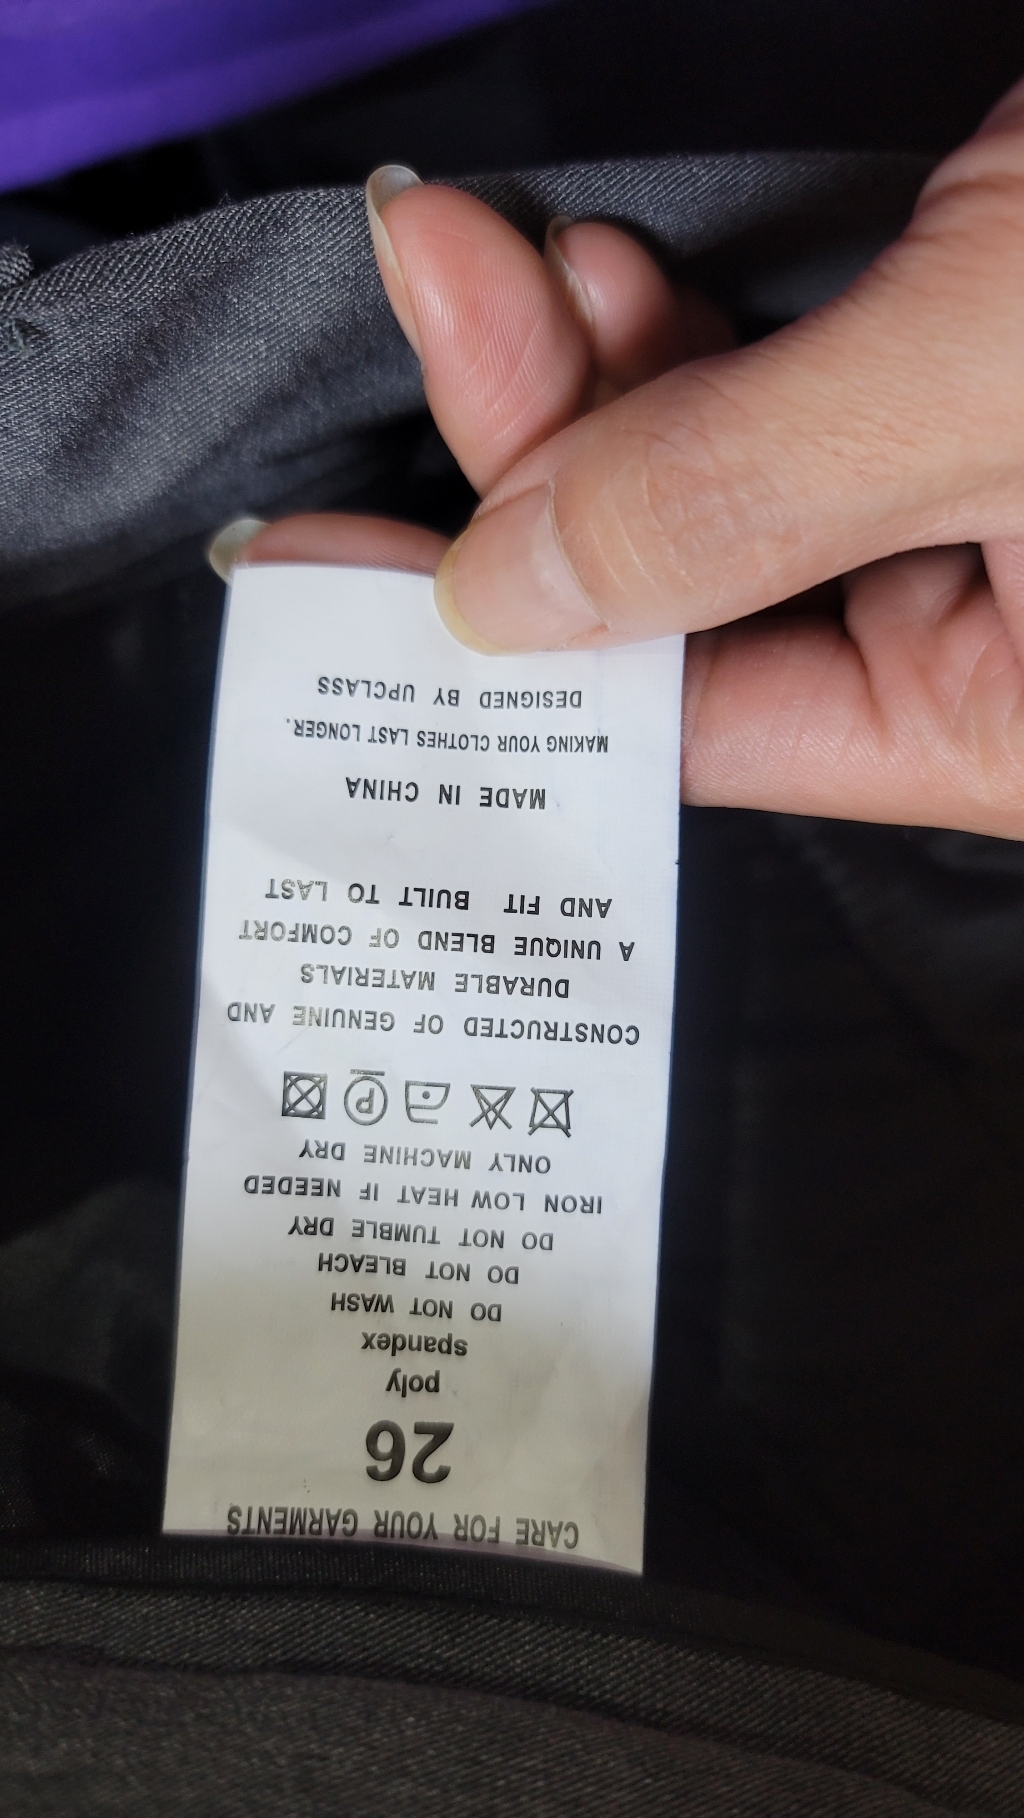 CARE FOR YOUR GARMENTS
26
poly
spandex
DO NOT WASH
DO NOT BLEACH
DO NOT TUMBLE DRY
IRON LOW HEAT IF NEEDED
ONLY MACHINE DRY
P
CONSTRUCTED OF GENUINE AND
DURABLE MATERIALS
A UNIQUE BLEND OF COMFORT
AND FIT BUILT TO LAST
MADE IN CHINA
MAKING YOUR CLOTHES LAST LONGER.
DESIGNED BY UPCLASS